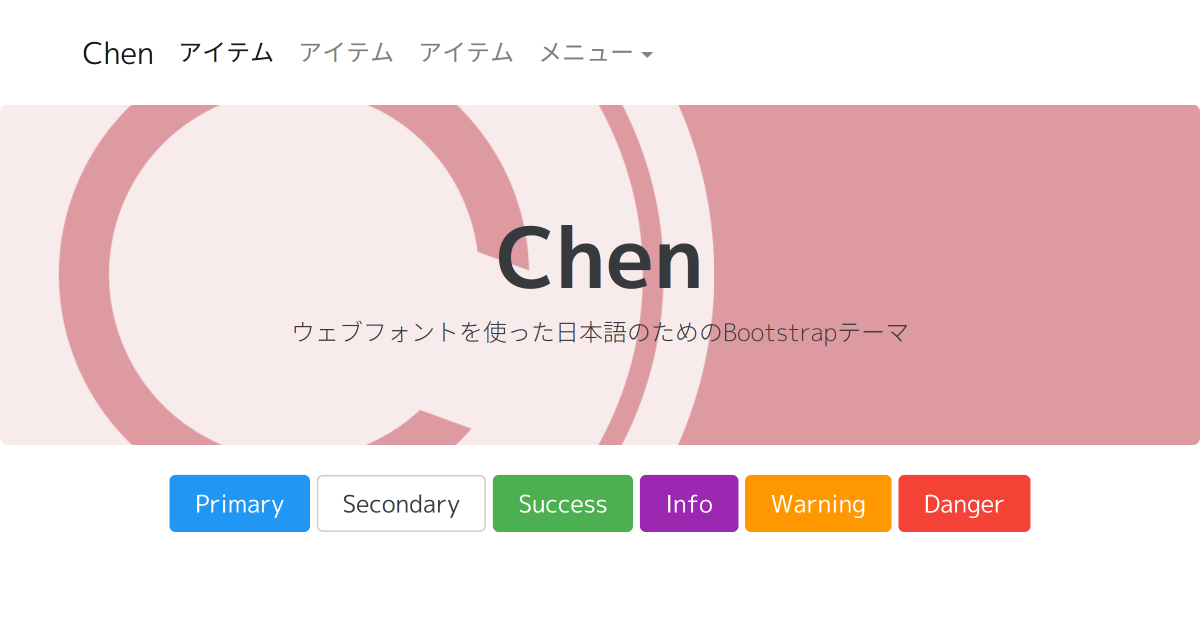 Chen アイテム アイテム アイテム メニュー
Chen
ウェブフォントを使った日本語のためのBootstrapテーマ
Primary Secondary Success Info Warning Danger